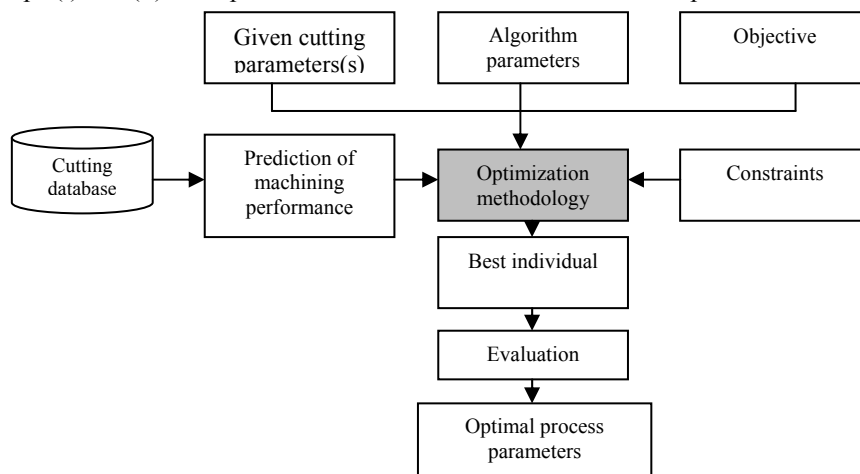 Given cutting
parameters(s)
Algorithm
parameters
Objective
Cutting
database
Prediction of
machining
performance
Optimization
methodology
Constraints
Best individual
Evaluation
Optimal process
parameters